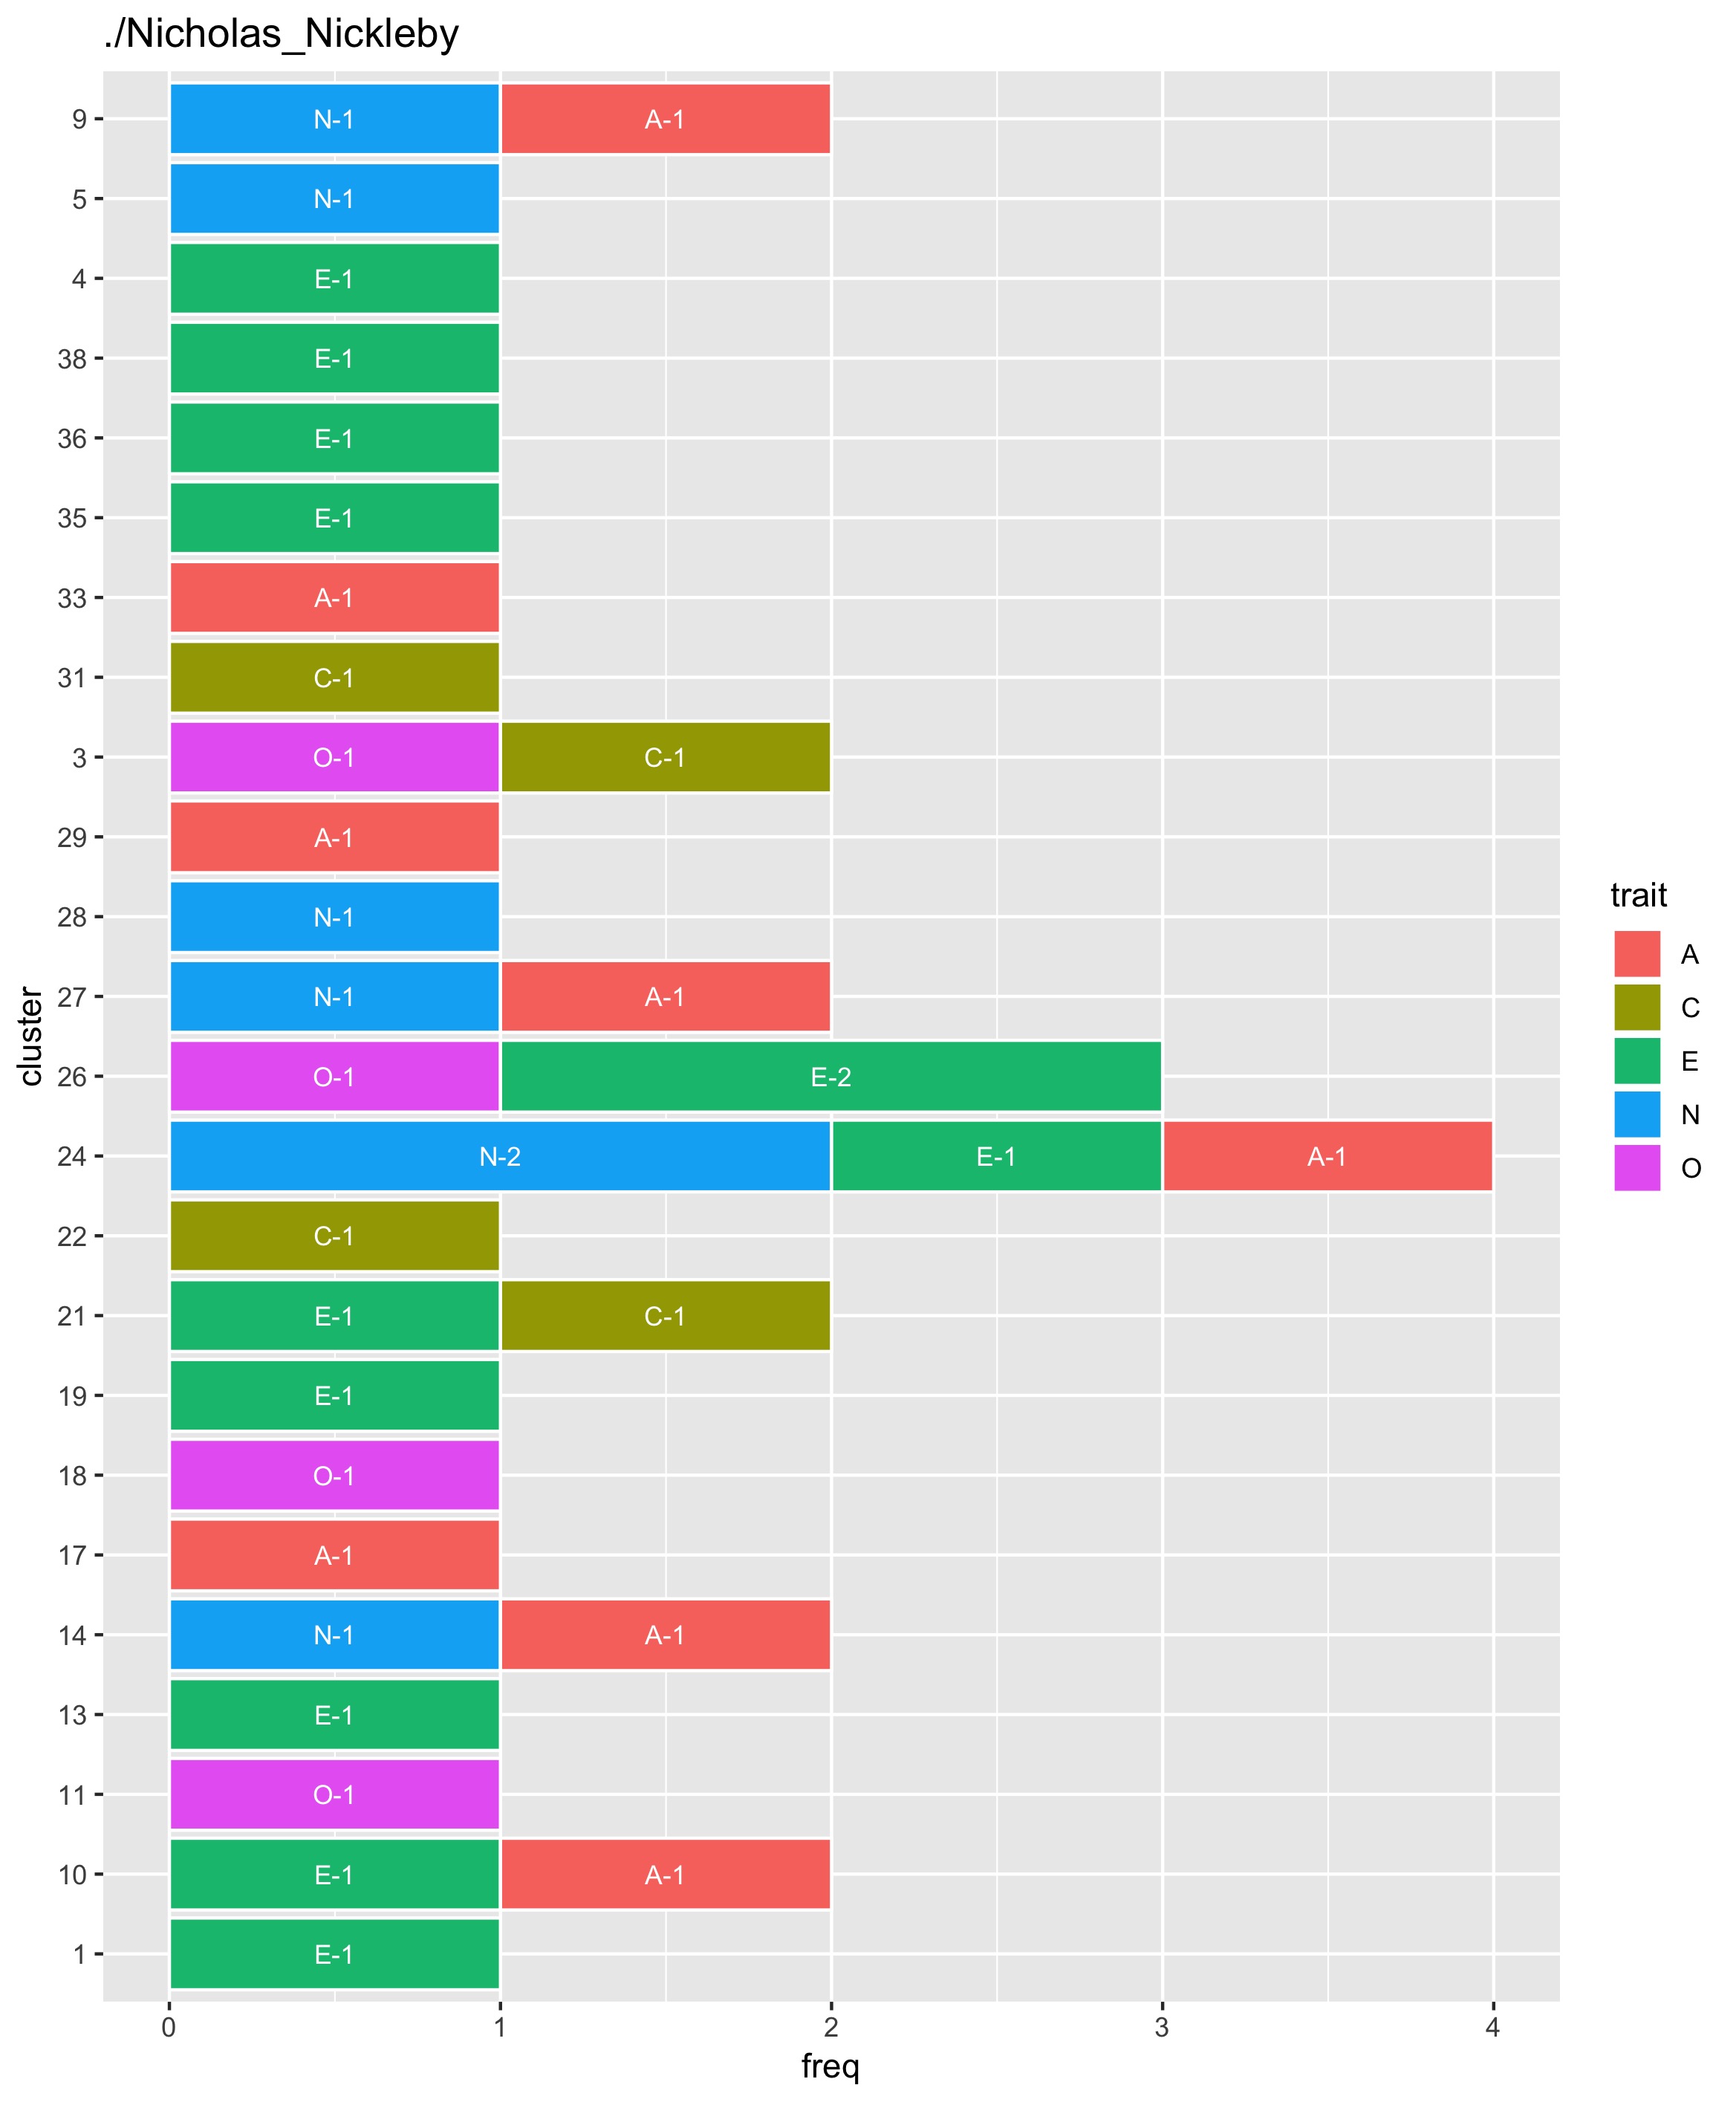 ./Nicholas_Nickleby
9 N-1 A-1
5 N-1
4 E-1
38 E-1
36 E-1
35 E-1
33 A-1
31 C-1
3 O-1 C-1
29 A-1
28 N-1
27 N-1 A-1
26 O-1 E-2
24 N-2 E-1 A-1
22 C-1
21 E-1 C-1
19 E-1
18 O-1
17 A-1
14 N-1 A-1
13 E-1
11 O-1
10 E-1 A-1
1 E-1
0 1 2 3 4
freq
cluster
trait
A
C
E
N
O